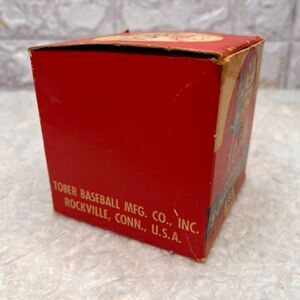 TOBER BASEBALL MFG. CO., INC.
ROCKVILLE, CONN., U.S.A.